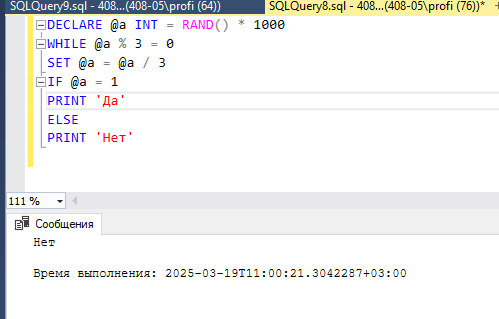 SQLQuery9.sql - 408...(408-05\profi (64))
SQLQuery8.sql - 408...(408-05\profi (76))*
DECLARE @a INT = RAND() * 1000
WHILE @a % 3 = 0
SET @a = @a / 3
IF @a = 1
PRINT 'Да'
ELSE
PRINT 'Нет'
111 %
Сообщения
Нет
Время выполнения: 2025-03-19T11:00:21.3042287+03:00